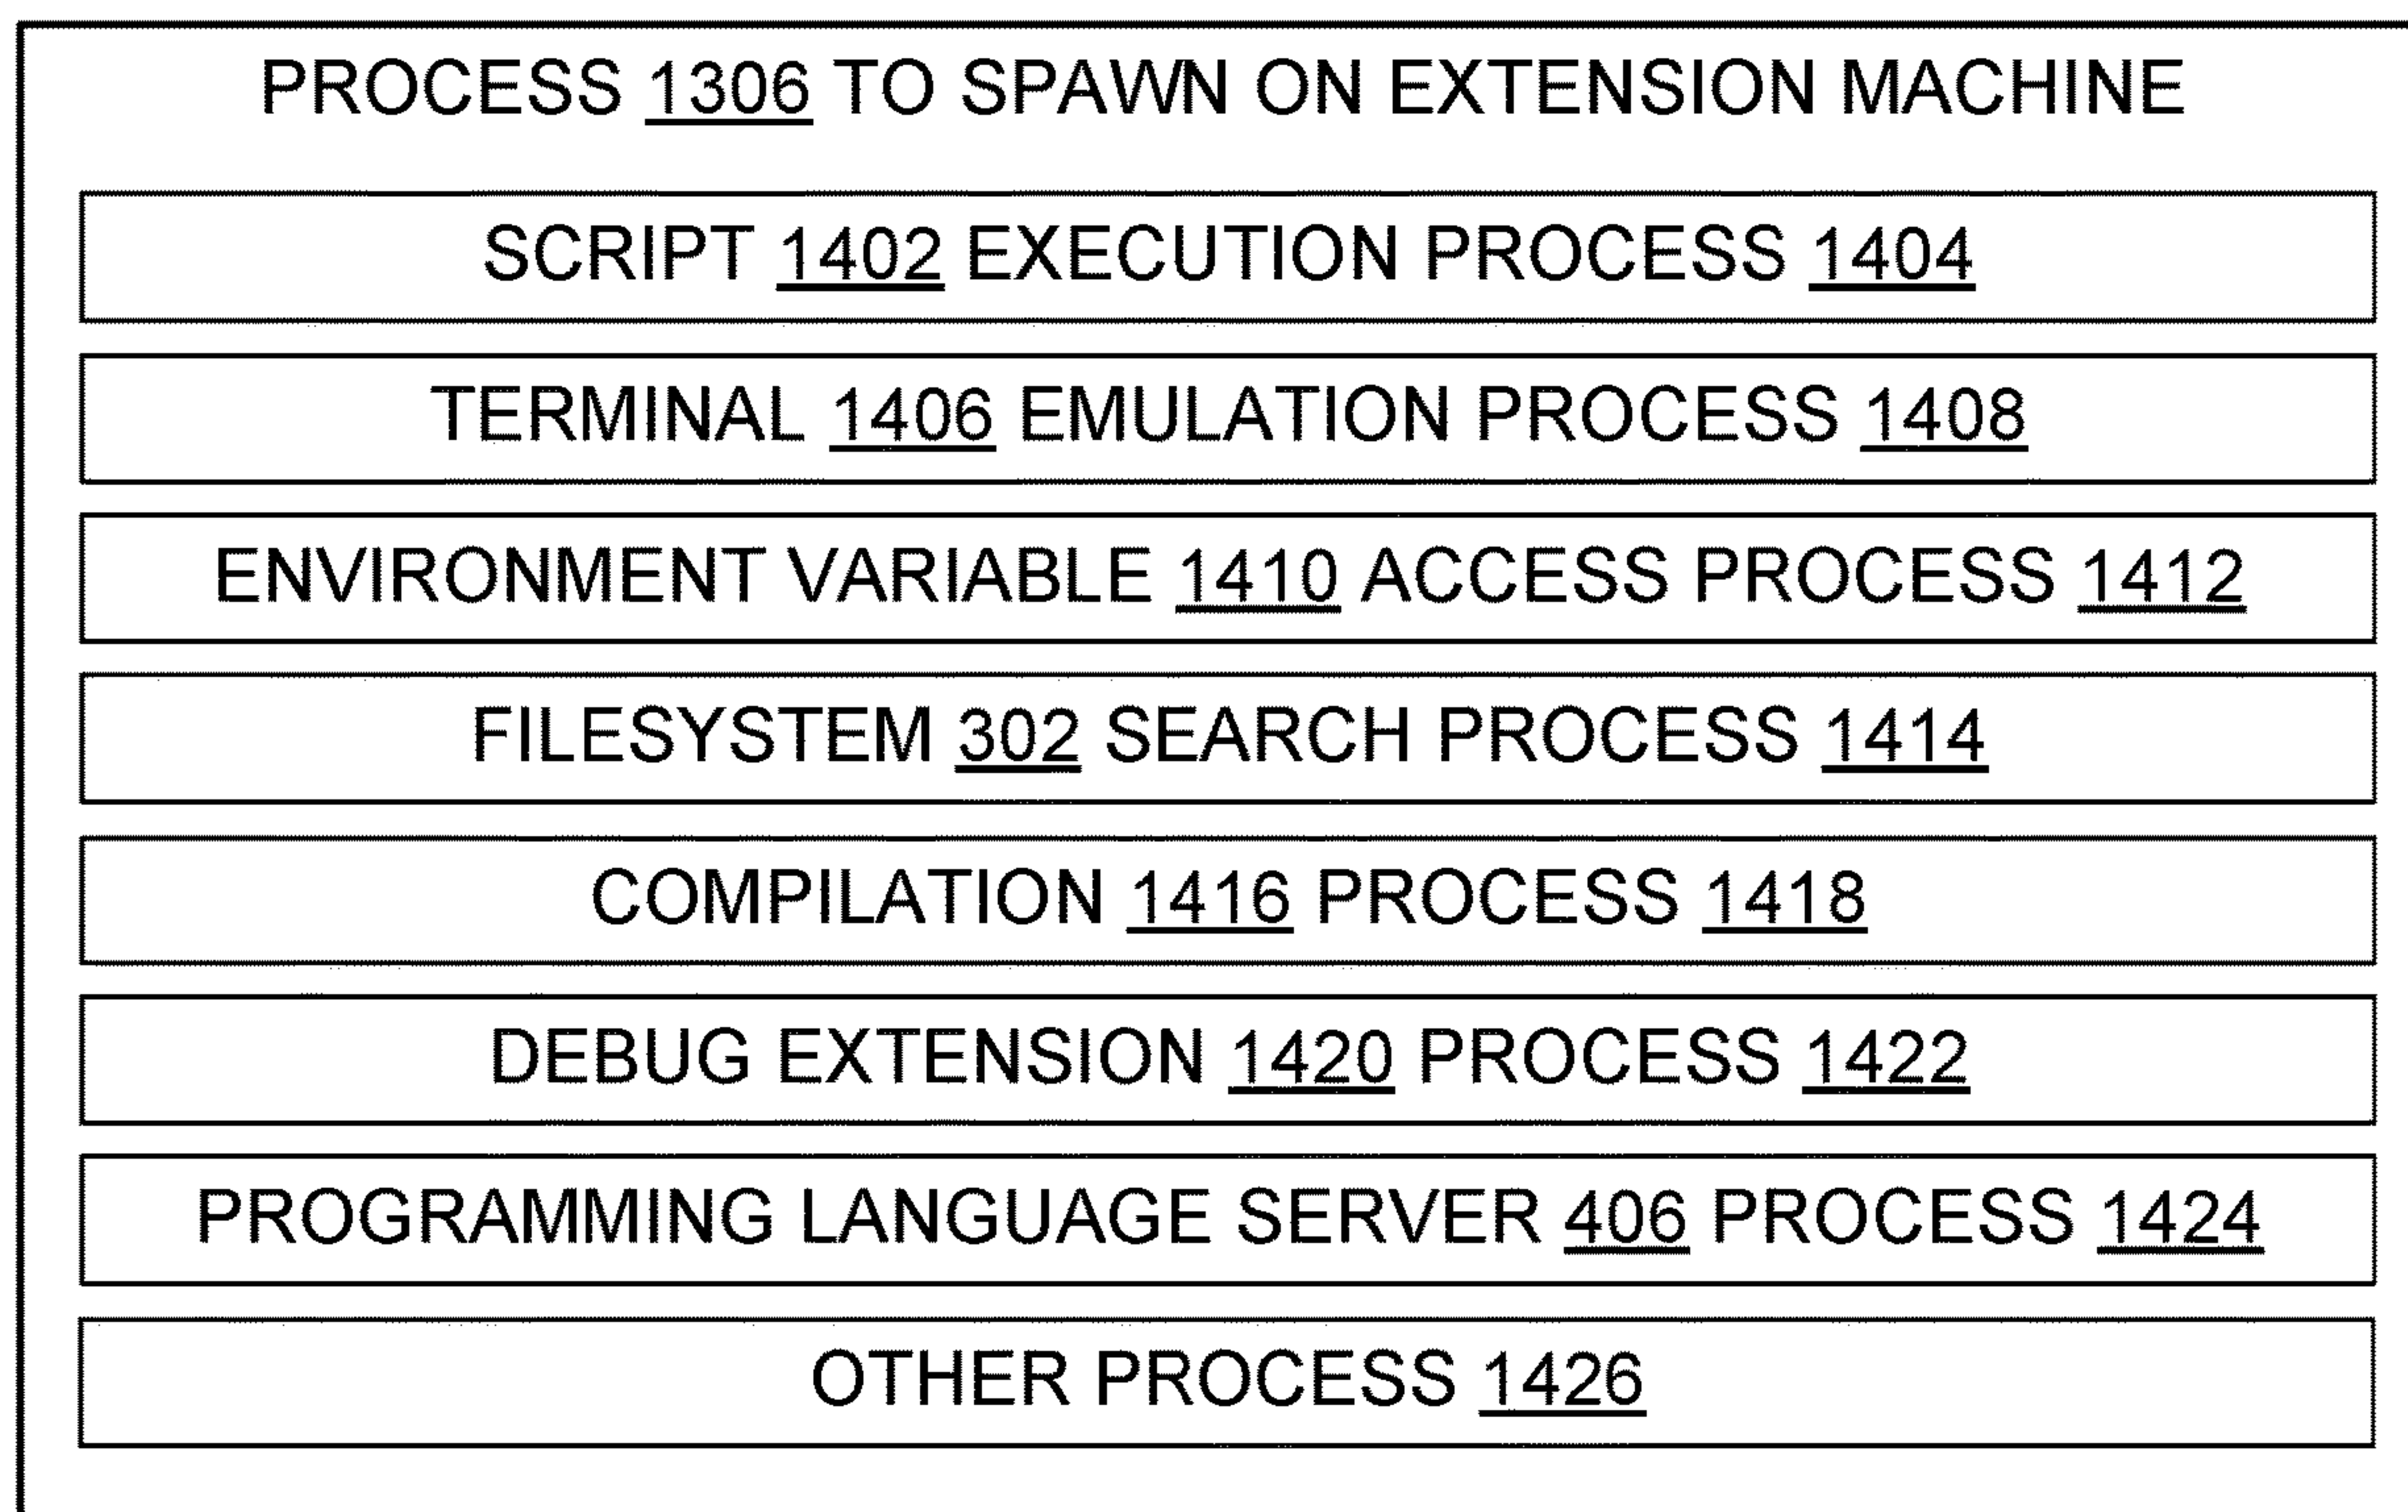 PROCESS 1306 TO SPAWN ON EXTENSION MACHINE
SCRIPT 1402 EXECUTION PROCESS 1404
TERMINAL 1406 EMULATION PROCESS 1408
ENVIRONMENT VARIABLE 1410 ACCESS PROCESS 1412
FILESYSTEM 302 SEARCH PROCESS 1414
COMPILATION 1416 PROCESS 1418
DEBUG EXTENSION 1420 PROCESS 1422
PROGRAMMING LANGUAGE SERVER 406 PROCESS 1424
OTHER PROCESS 1426